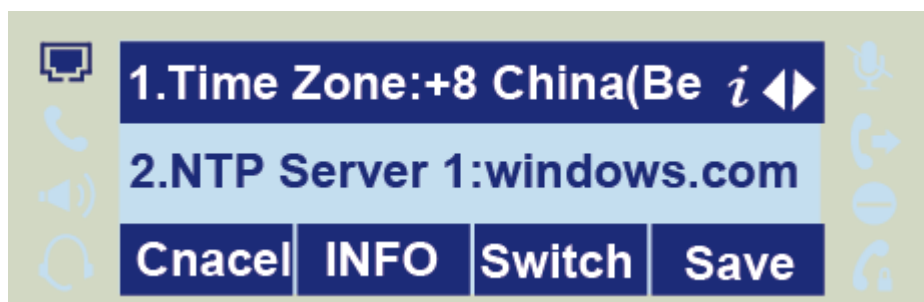 1.Time Zone:+8 China(Be i
2.NTP Server 1:windows.com
Cnacel INFO Switch Save